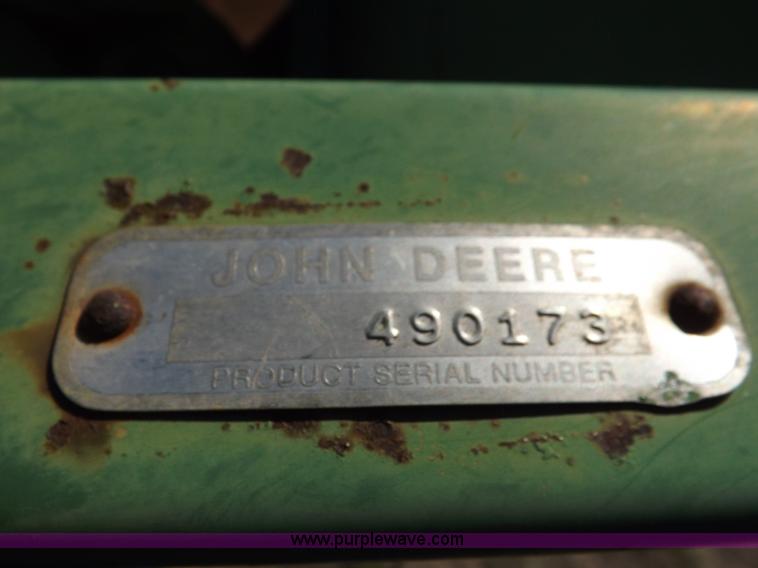 JOHN DEERE
490173
PRODUCT SERIAL NUMBER
www.purplewave.com